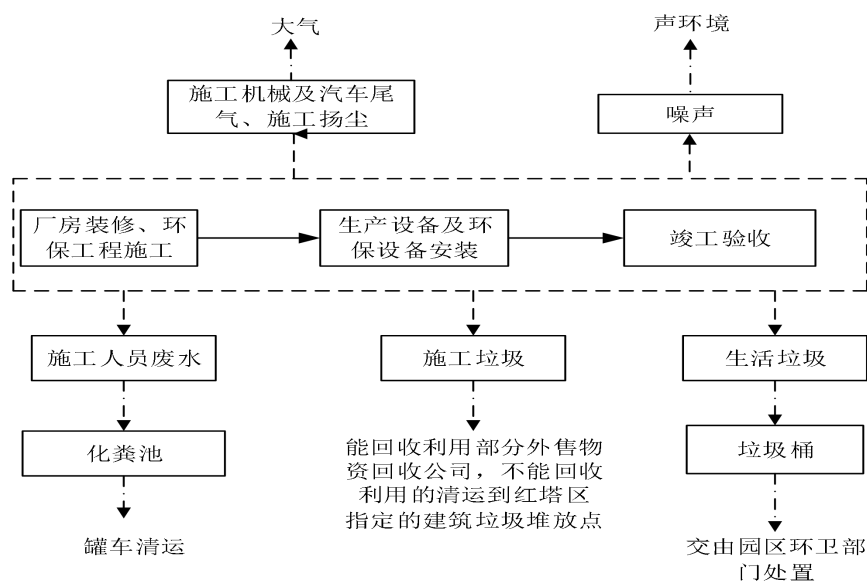 大气
声环境
施工机械及汽车尾
气、施工扬尘
噪声
厂房装修、环
保工程施工
生产设备及环
保设备安装
竣工验收
施工人员废水
施工垃圾
生活垃圾
化粪池
能回收利用部分外售物
资回收公司，不能回收
利用的清运到红塔区
指定的建筑垃圾堆放点
垃圾桶
罐车清运
交由园区环卫部
门处置